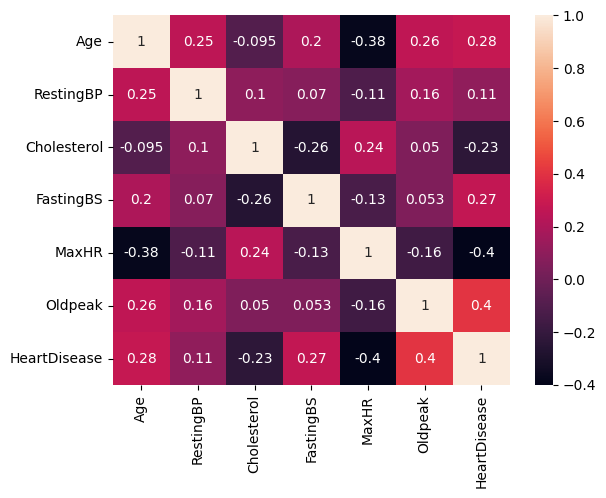 Age 1 0.25 -0.095 0.2 -0.38 0.26 0.28
RestingBP 0.25 1 0.1 0.07 -0.11 0.16 0.11
Cholesterol -0.095 0.1 1 -0.26 0.24 0.05 -0.23
FastingBS 0.2 0.07 -0.26 1 -0.13 0.053 0.27
MaxHR -0.38 -0.11 0.24 -0.13 1 -0.16 -0.4
Oldpeak 0.26 0.16 0.05 0.053 -0.16 1 0.4
HeartDisease 0.28 0.11 -0.23 0.27 -0.4 0.4 1
Age RestingBP Cholesterol FastingBS MaxHR Oldpeak HeartDisease
1.0
0.8
0.6
0.4
0.2
0.0
−0.2
−0.4